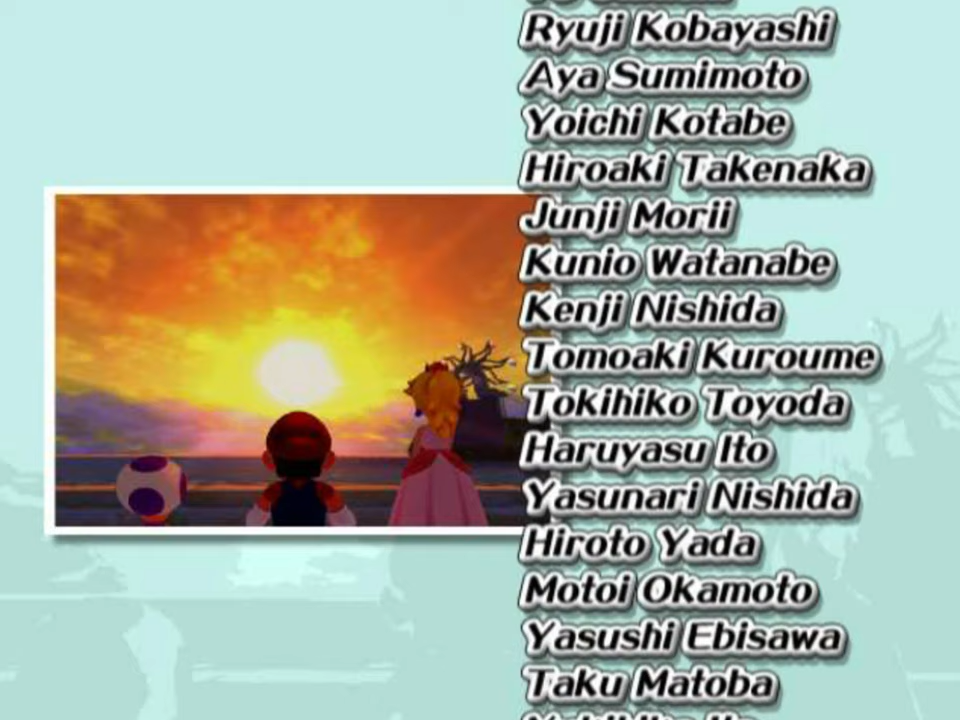 Ryuji Kobayashi
Aya Sumimoto
Yoichi Kotabe
Hiroaki Takenaka
Junji Morii
Kunio Watanabe
Kenji Nishida
Tomoaki Kuroume
Tokihiko Toyoda
Haruyasu Ito
Yasunari Nishida
Hiroto Yada
Motoi Okamoto
Yasushi Ebisawa
Taku Matoba